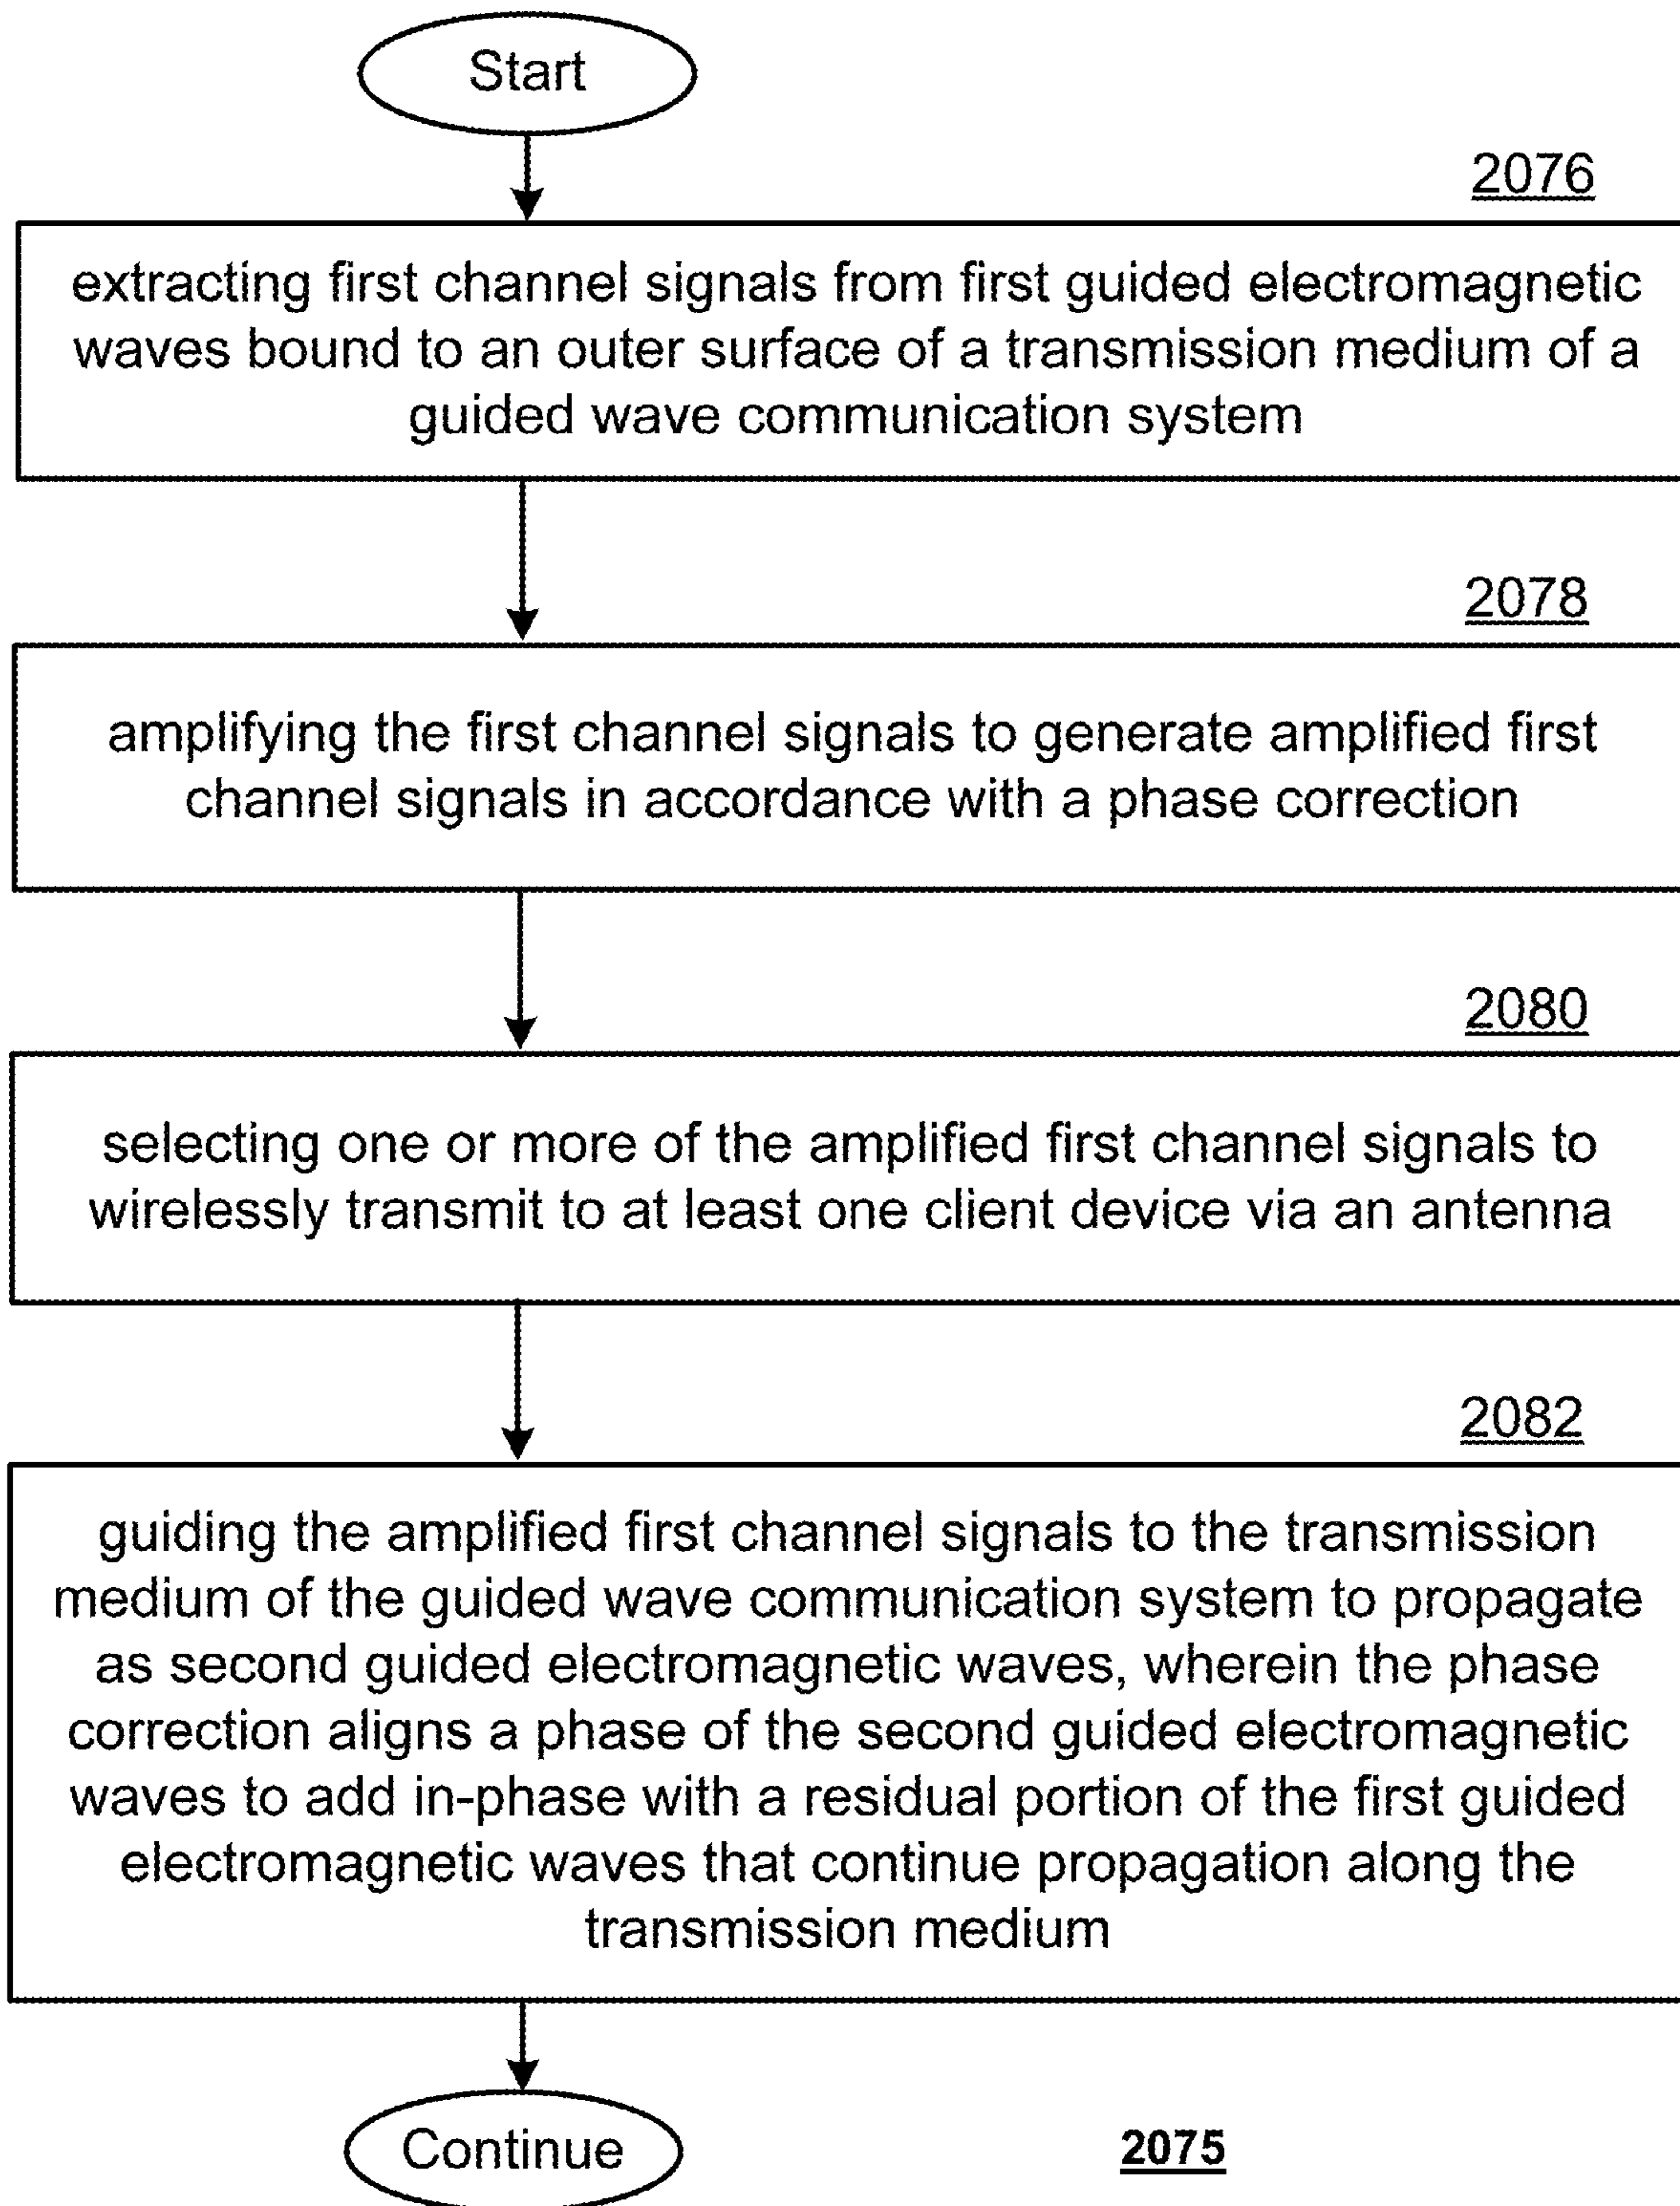 Start
2076
extracting first channel signals from first guided electromagnetic
waves bound to an outer surface of a transmission medium of a
guided wave communication system
2078
amplifying the first channel signals to generate amplified first
channel signals in accordance with a phase correction
2080
selecting one or more of the amplified first channel signals to
wirelessly transmit to at least one client device via an antenna
2082
guiding the amplified first channel signals to the transmission
medium of the guided wave communication system to propagate
as second guided electromagnetic waves, wherein the phase
correction aligns a phase of the second guided electromagnetic
waves to add in-phase with a residual portion of the first guided
electromagnetic waves that continue propagation along the
transmission medium
Continue
2075